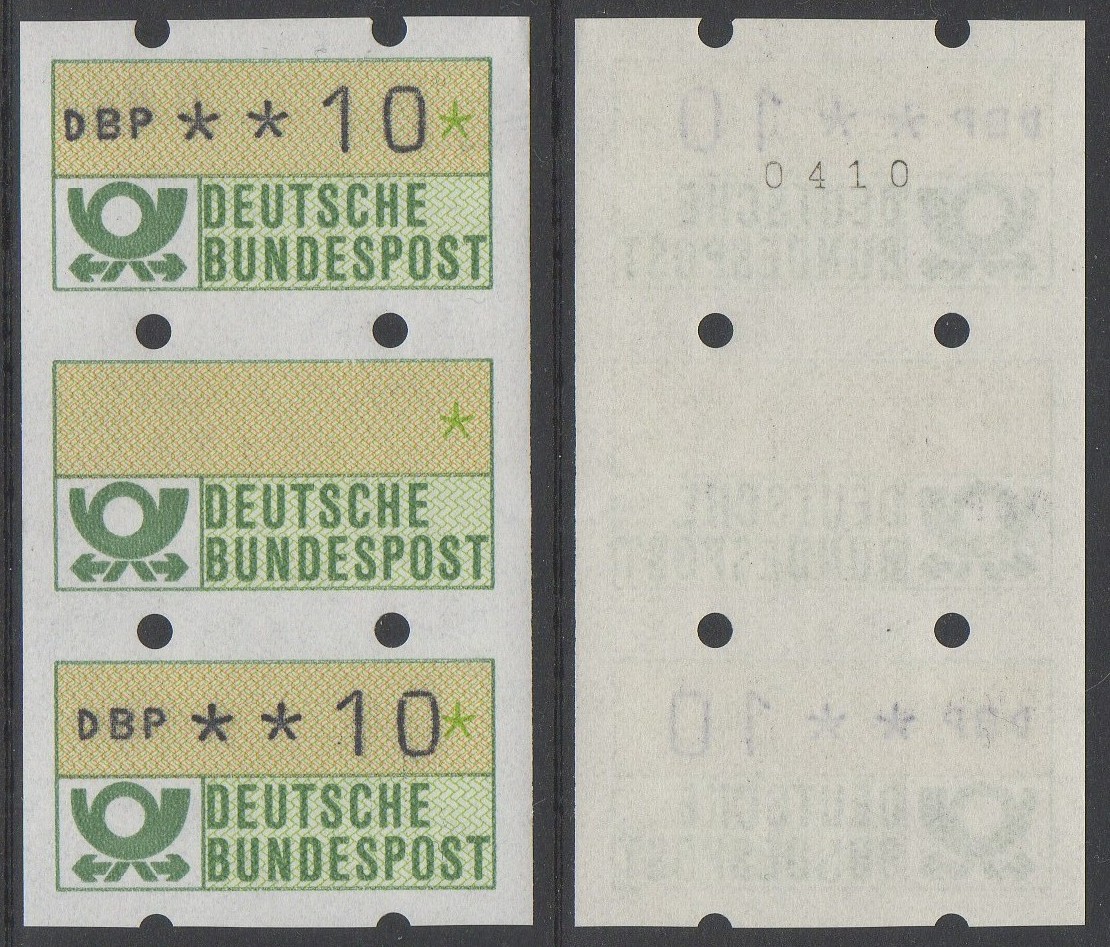 DBP **10*
DEUTSCHE
BUNDESPOST
*
DEUTSCHE
BUNDESPOST
DBP **10*
DEUTSCHE
BUNDESPOST
0410